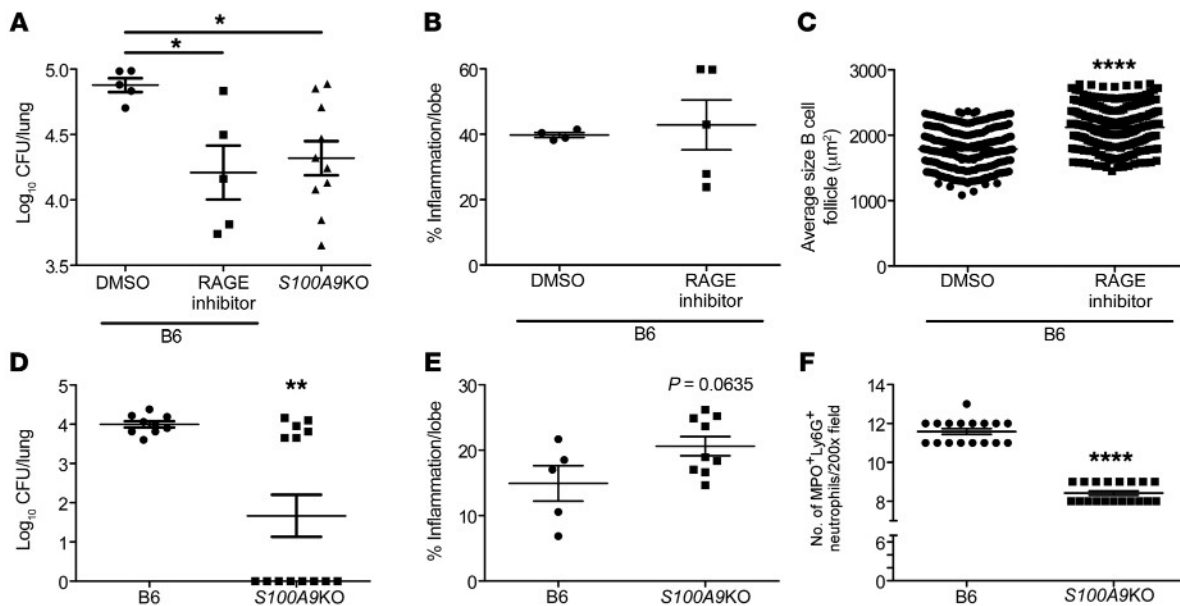 A
Log₁₀ CFU/lung
5.0
4.5
4.0
3.5
*
*
DMSO
RAGE
inhibitor
S100A9KO
B6
B
% Inflammation/lobe
60
40
20
0
DMSO
RAGE
inhibitor
B6
C
Average size B cell
follicle (μm²)
3000
2000
1000
0
****
DMSO
RAGE
inhibitor
B6
D
Log₁₀ CFU/lung
5
4
3
2
1
0
**
B6
S100A9KO
E
% Inflammation/lobe
30
20
10
0
P = 0.0635
B6
S100A9KO
F
No. of MPO⁺Ly6G⁺
neutrophils/200x field
14
12
10
8
6
4
2
0
****
B6
S100A9KO